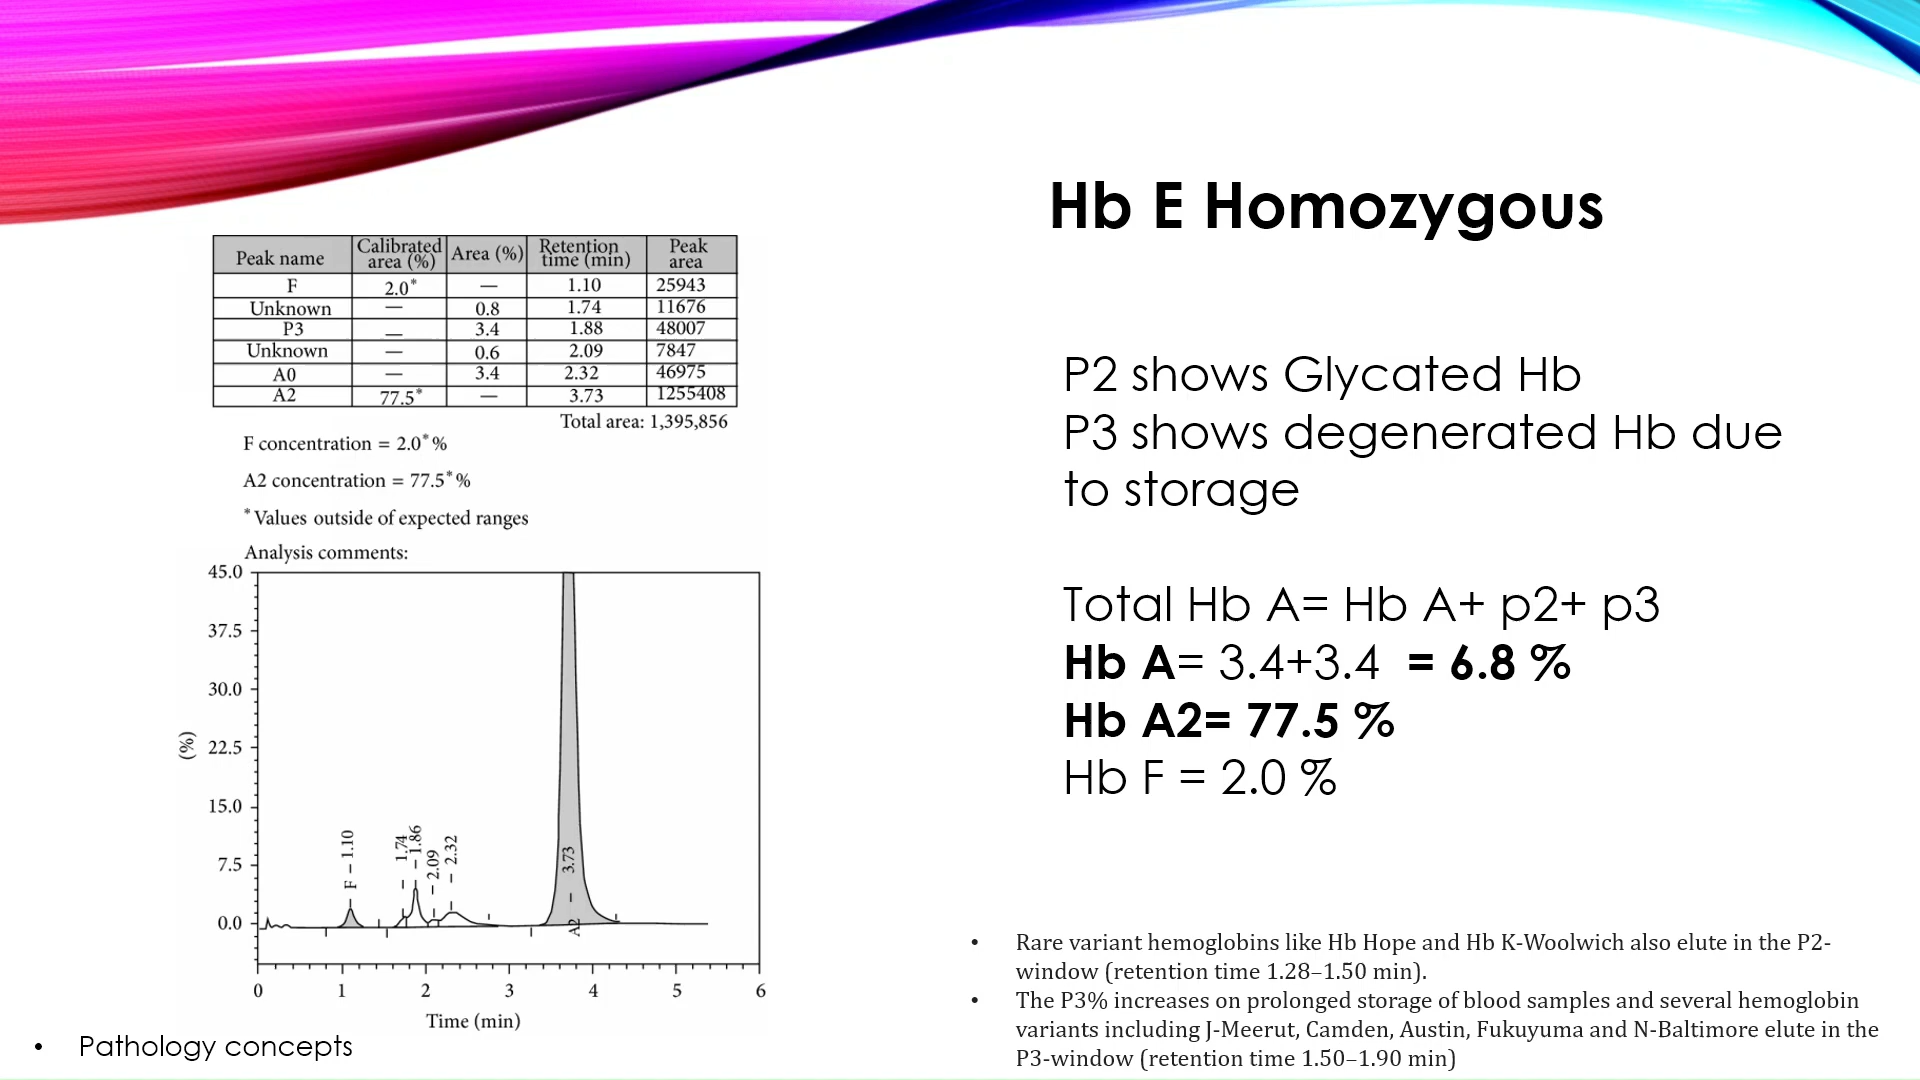 Hb E Homozygous
Peak name Calibrated area (%) Area (%) Retention time (min) Peak area
F 2.0* — 1.10 25943
Unknown — 0.8 1.74 11676
P3 — 3.4 1.88 48007
Unknown — 0.6 2.09 7847
A0 — 3.4 2.32 46975
A2 77.5* — 3.73 1255408
Total area: 1,395,856
F concentration = 2.0*%
A2 concentration = 77.5*%
*Values outside of expected ranges
Analysis comments:
45.0
37.5
30.0
22.5
15.0
7.5
0.0
(%)
F – 1.10
– 1.74
– 1.86
– 2.09
– 2.32
A2 – 3.73
0 1 2 3 4 5 6
Time (min)
P2 shows Glycated Hb
P3 shows degenerated Hb due
to storage
Total Hb A= Hb A+ p2+ p3
Hb A= 3.4+3.4 = 6.8 %
Hb A2= 77.5 %
Hb F = 2.0 %
• Rare variant hemoglobins like Hb Hope and Hb K-Woolwich also elute in the P2-
window (retention time 1.28–1.50 min).
• The P3% increases on prolonged storage of blood samples and several hemoglobin
variants including J-Meerut, Camden, Austin, Fukuyuma and N-Baltimore elute in the
P3-window (retention time 1.50–1.90 min)
• Pathology concepts